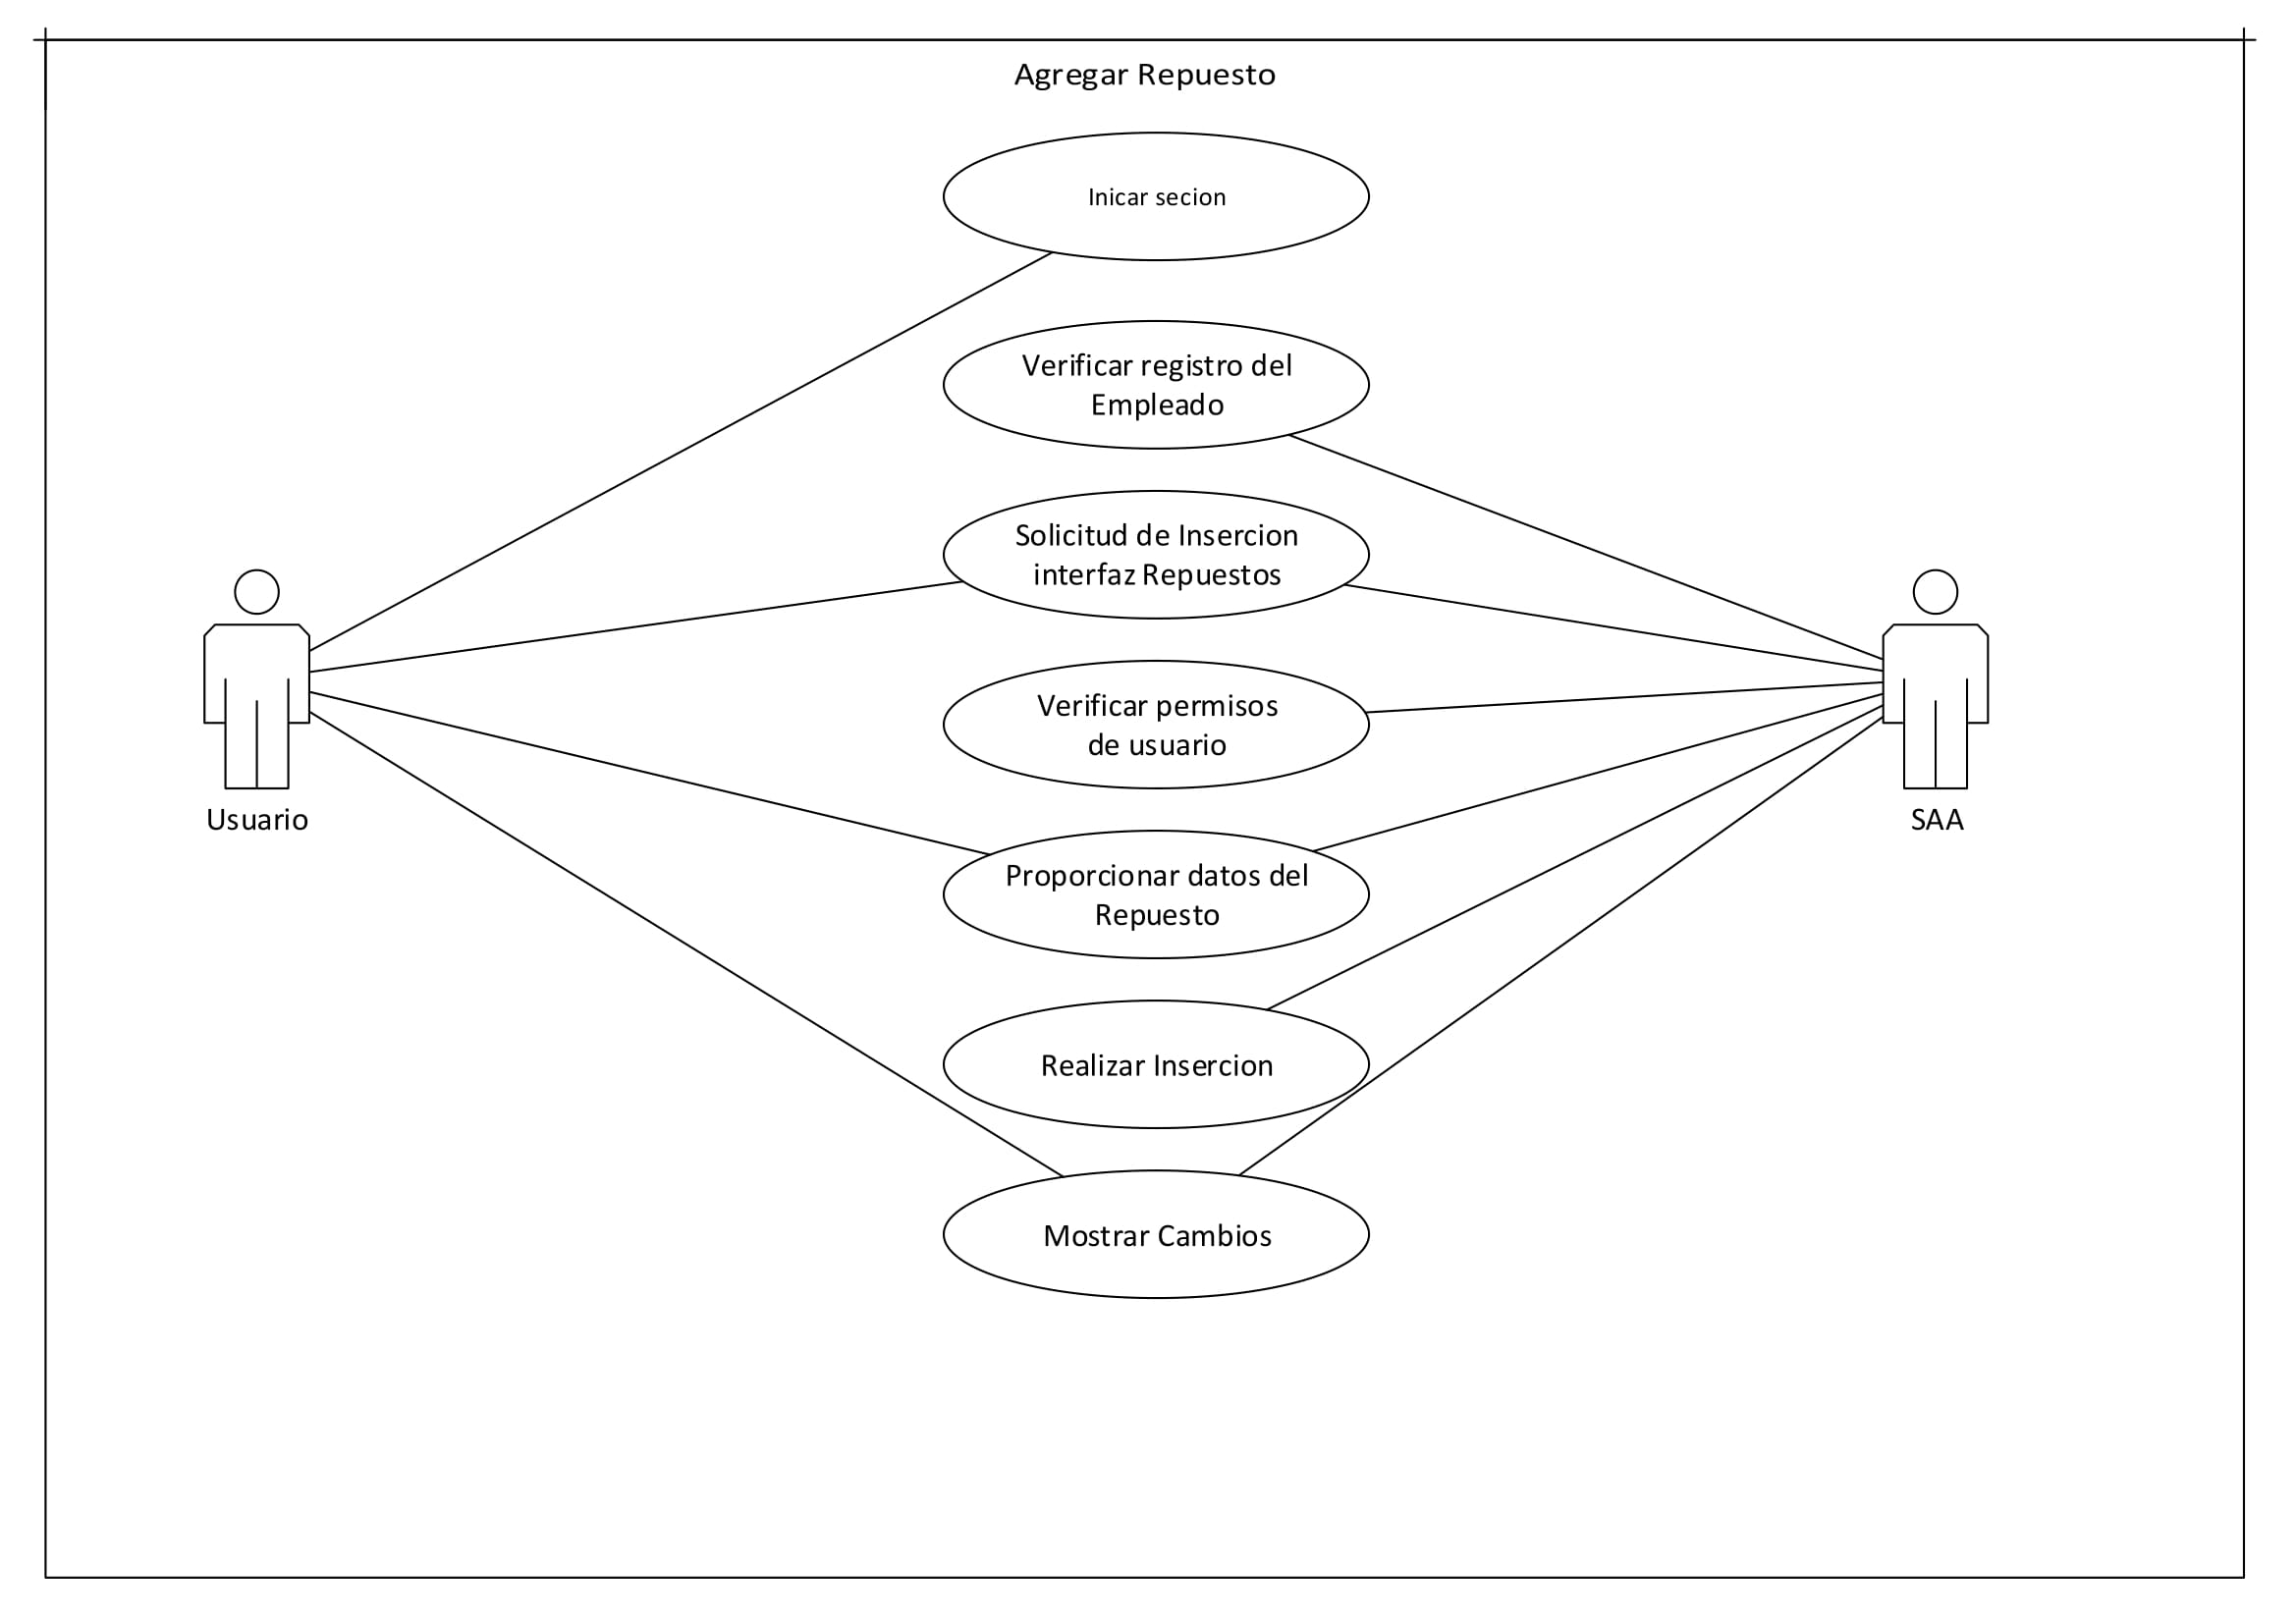 Agregar Repuesto
Inicar secion
Verificar registro del
Empleado
Solicitud de Insercion
interfaz Repuestos
Verificar permisos
de usuario
Usuario
SAA
Proporcionar datos del
Repuesto
Realizar Insercion
Mostrar Cambios